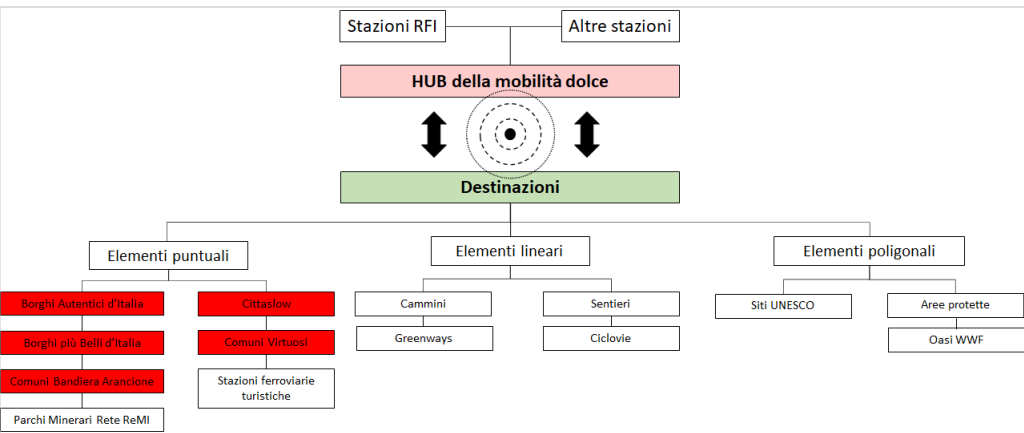 Stazioni RFI
Altre stazioni
HUB della mobilità dolce
Destinazioni
Elementi puntuali
Elementi lineari
Elementi poligonali
Borghi Autentici d'Italia
Cittaslow
Borghi più Belli d'Italia
Comuni Virtuosi
Comuni Bandiera Arancione
Stazioni ferroviarie
turistiche
Parchi Minerari Rete ReMI
Cammini
Sentieri
Greenways
Ciclovie
Siti UNESCO
Aree protette
Oasi WWF